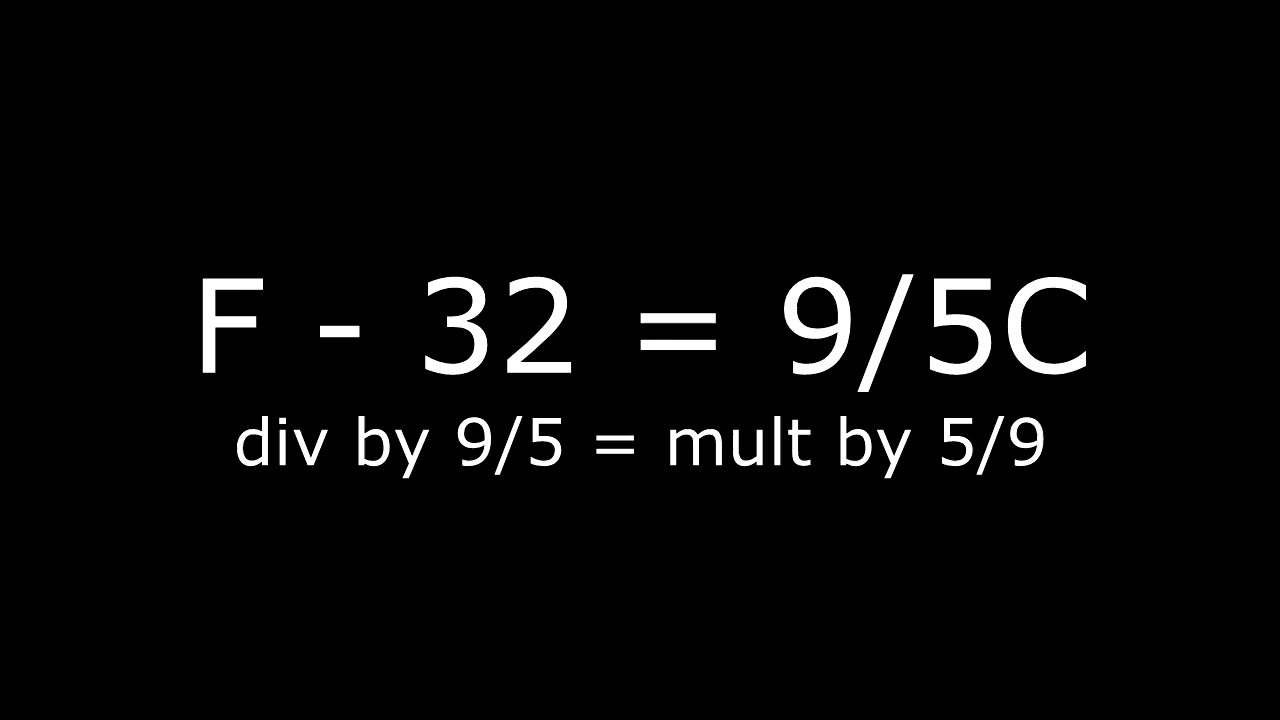 F - 32 = 9/5C
div by 9/5 = mult by 5/9